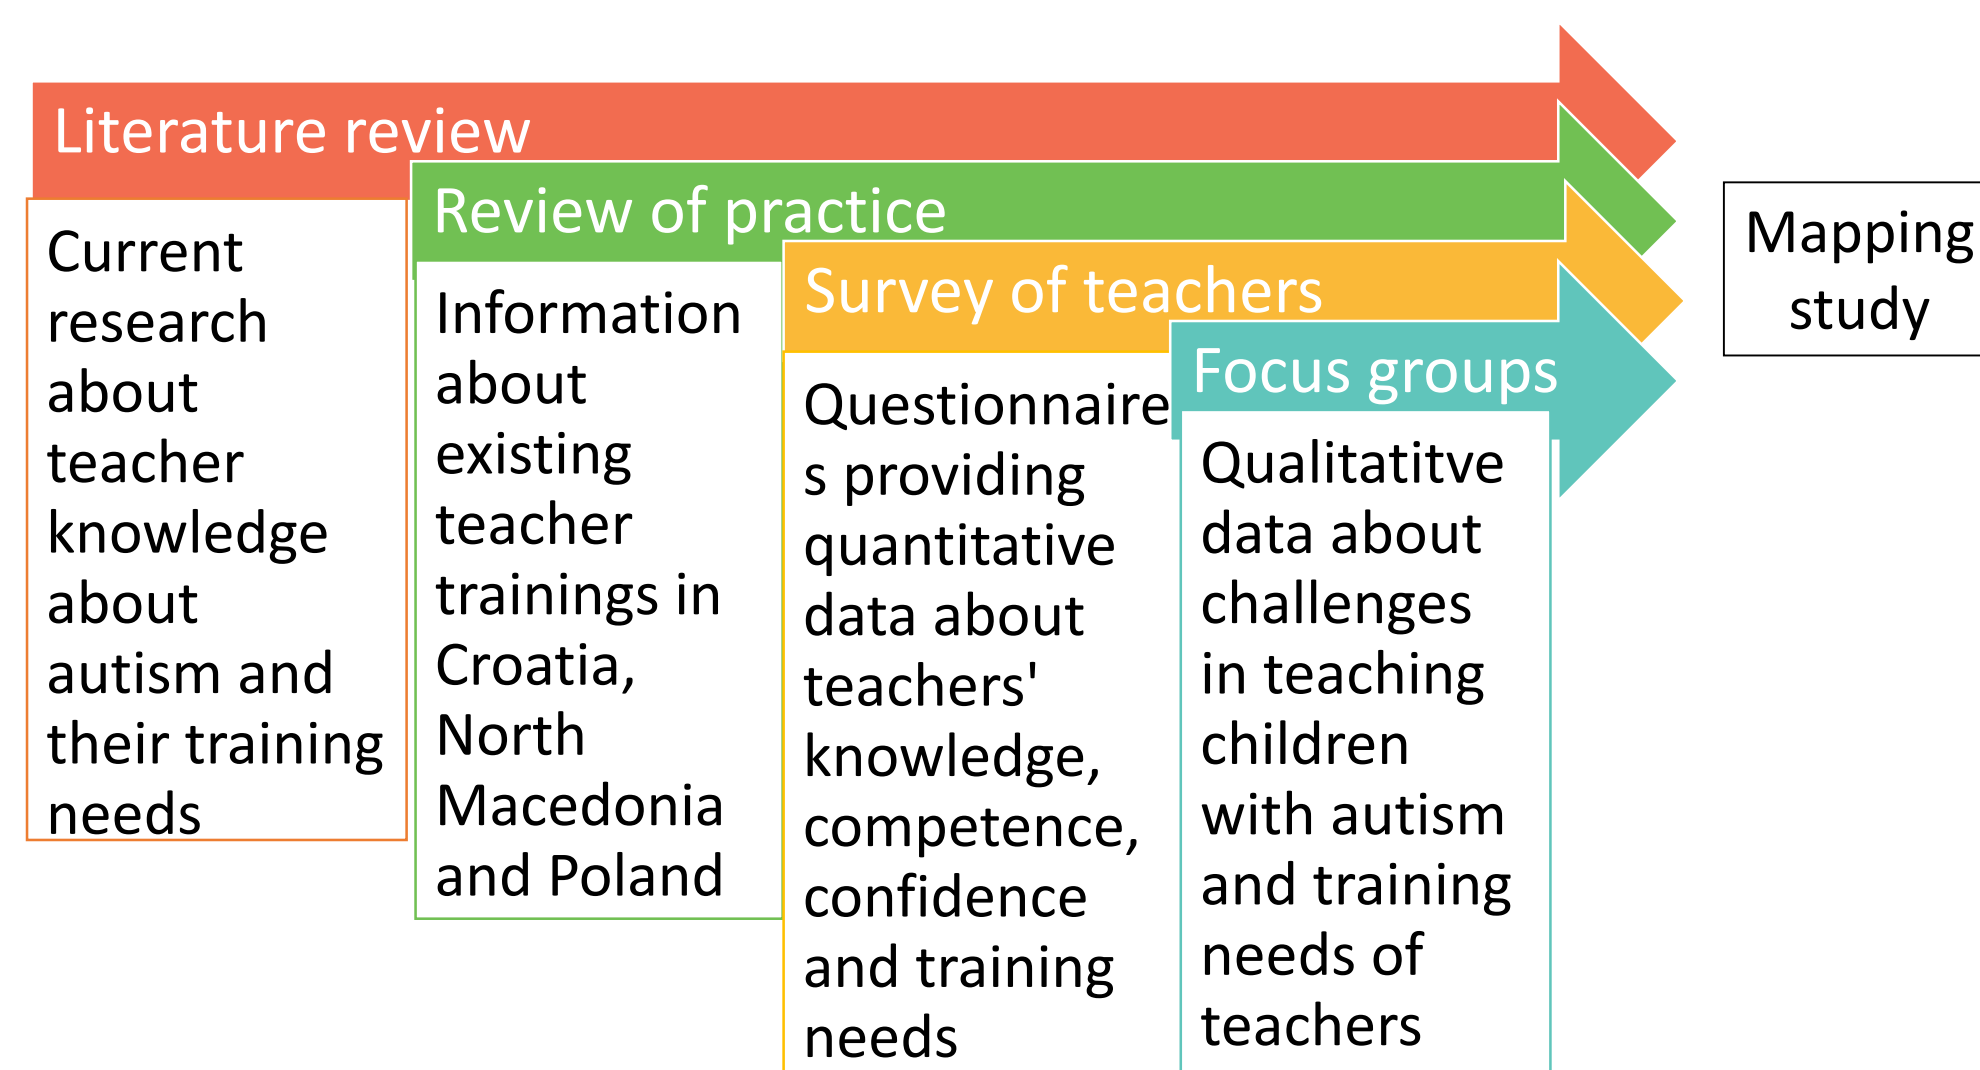 Literature review
Current
research
about
teacher
knowledge
about
autism and
their training
needs
Review of practice
Information
about
existing
teacher
trainings in
Croatia,
North
Macedonia
and Poland
Survey of teachers
Questionnaire
s providing
quantitative
data about
teachers'
knowledge,
competence,
confidence
and training
needs
Focus groups
Qualitatitve
data about
challenges
in teaching
children
with autism
and training
needs of
teachers
Mapping
study